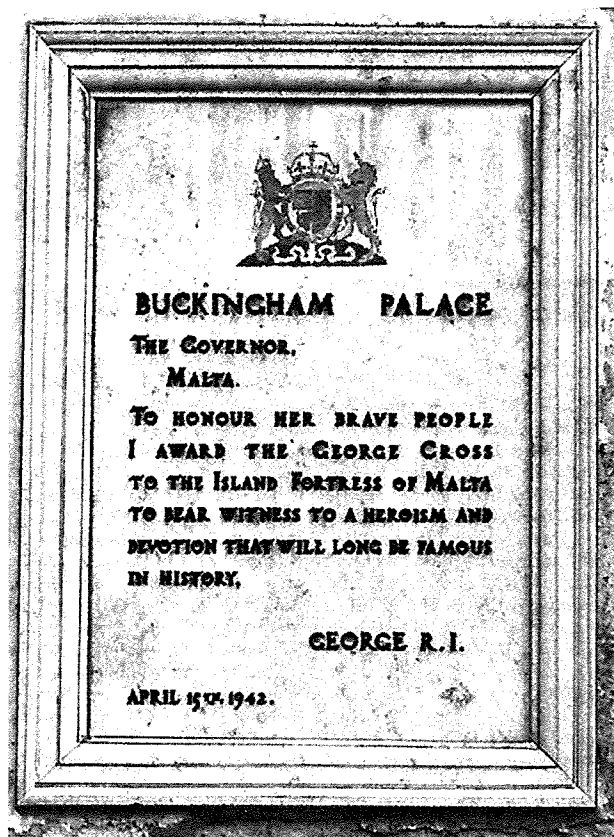 BUCKINGHAM PALACE
THE GOVERNOR,
MALTA.
TO HONOUR HER BRAVE PEOPLE
I AWARD THE GEORGE CROSS
TO THE ISLAND FORTRESS OF MALTA
TO BEAR WITNESS TO A HEROISM AND
DEVOTION THAT WILL LONG BE FAMOUS
IN HISTORY.
GEORGE R.I.
APRIL 15TH. 1942.